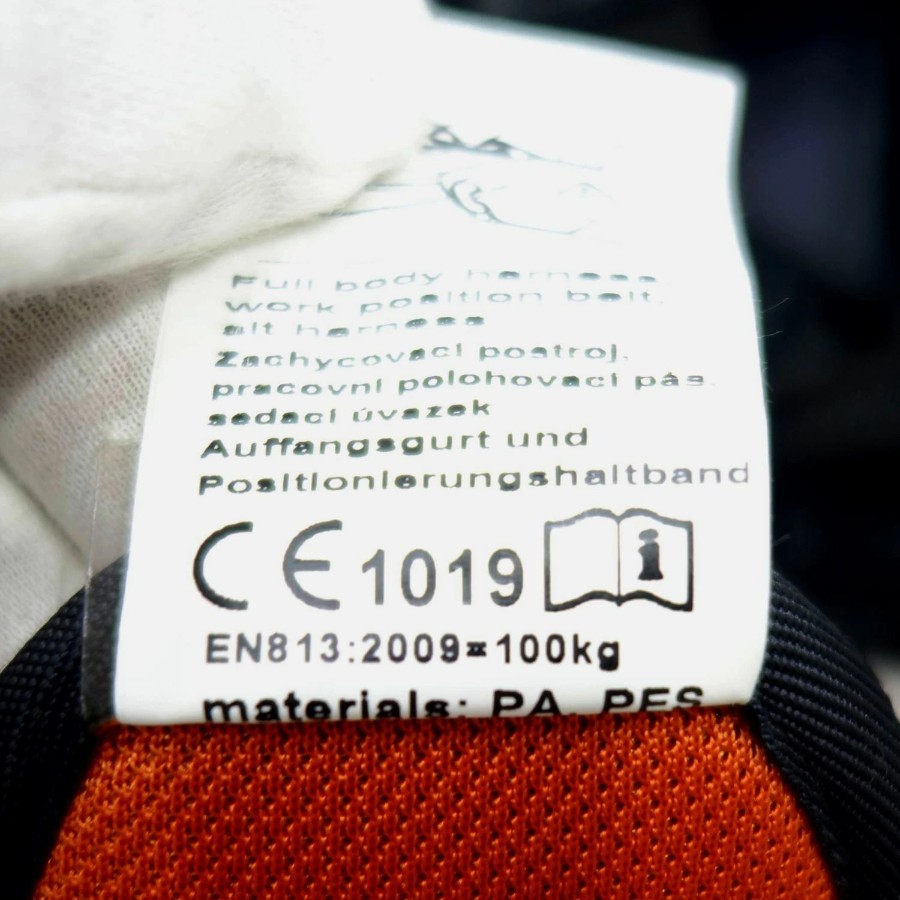 Full body harness
work position belt,
sit harness
Zachycovací postroj,
pracovní polohovací pás,
sedací úvazek
Auffangsgurt und
Positionierungshaltband
CE 1019 i
EN813:2009=100kg
materials: PA, PES